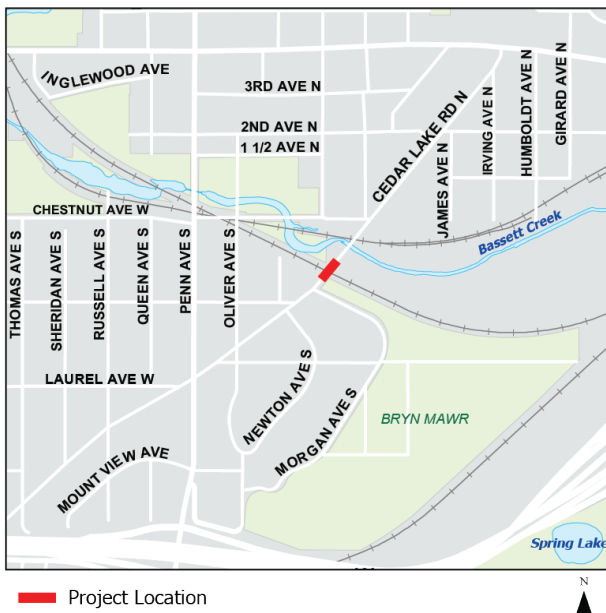 INGLEWOOD AVE
3RD AVE N
2ND AVE N
1 1/2 AVE N
CEDAR LAKE RD N
JAMES AVE N
IRVING AVE N
HUMBOLDT AVE N
GIRARD AVE N
CHESTNUT AVE W
Bassett Creek
THOMAS AVE S
SHERIDAN AVE S
RUSSELL AVE S
QUEEN AVE S
PENN AVE S
OLIVER AVE S
LAUREL AVE W
NEWTON AVE S
MORGAN AVE S
BRYN MAWR
MOUNT VIEW AVE
Spring Lake
Project Location
N